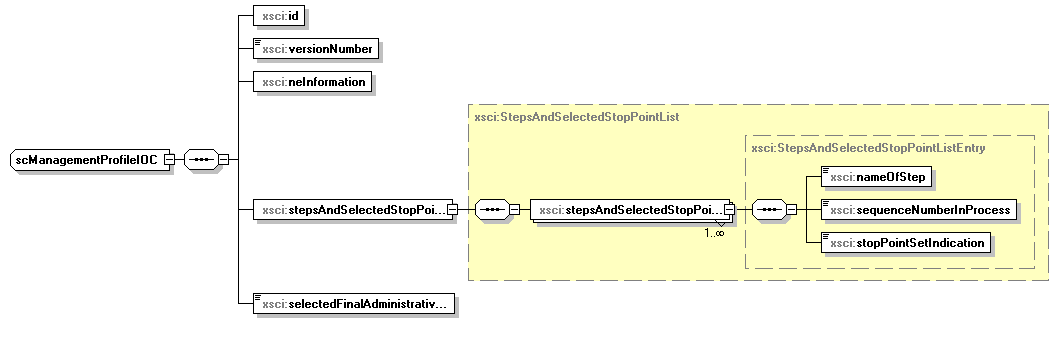 xsci:id
xsci:versionNumber
xsci:neInformation
xsci:StepsAndSelectedStopPointList
xsci:StepsAndSelectedStopPointListEntry
scManagementProfileIOC
xsci:nameOfStep
xsci:stepsAndSelectedStopPoi...
xsci:stepsAndSelectedStopPoi...
xsci:sequenceNumberInProcess
1..∞
xsci:stopPointSetIndication
xsci:selectedFinalAdministrativ...